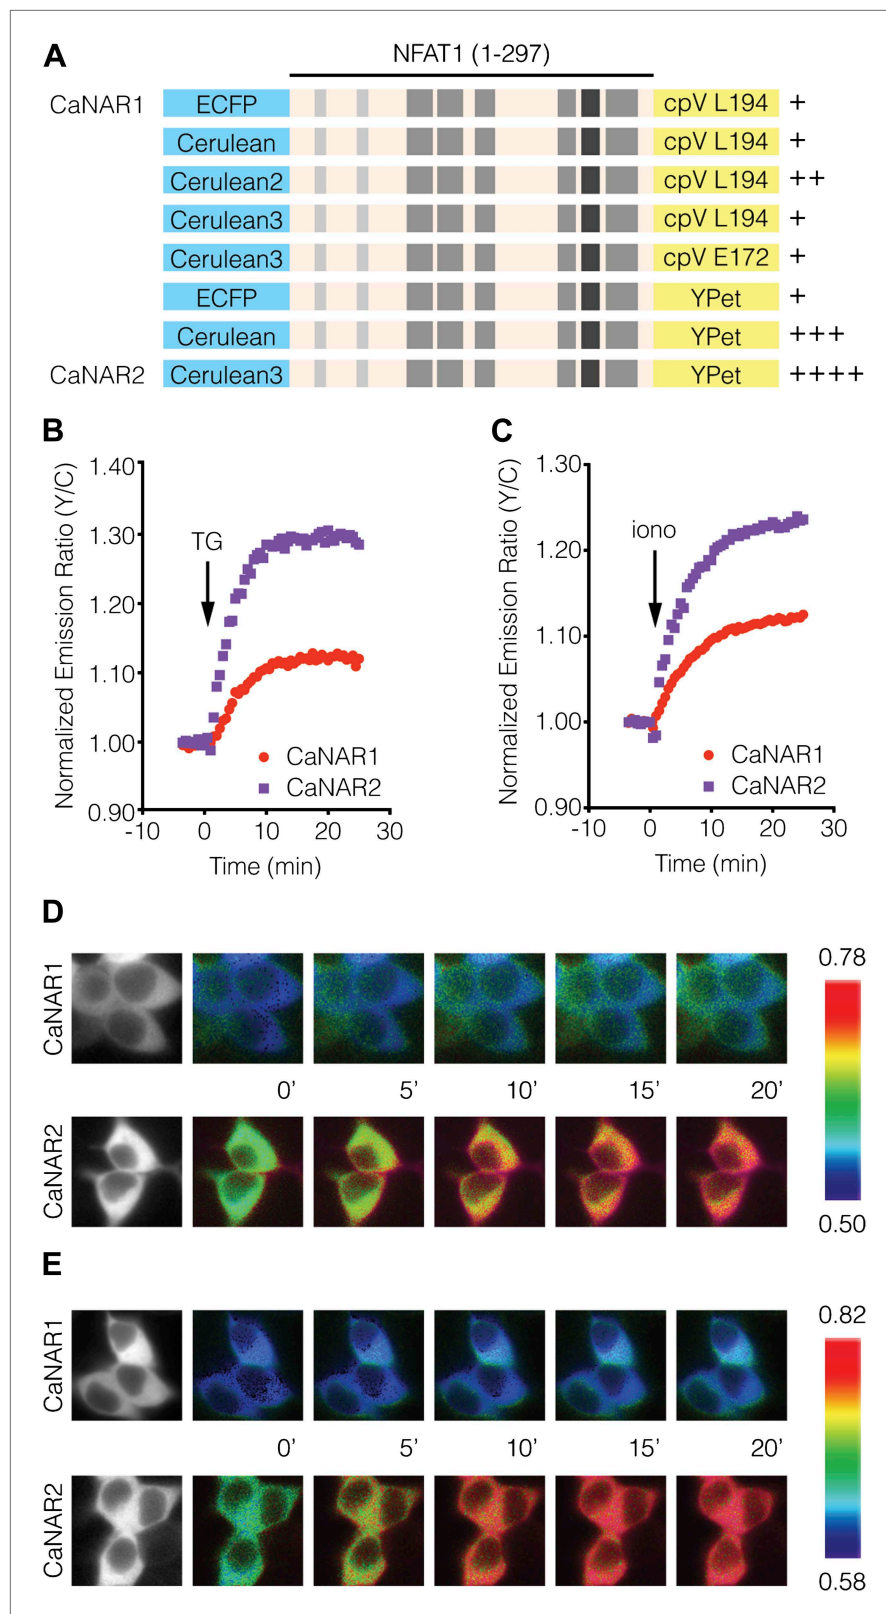 A
NFAT1 (1-297)
CaNAR1 ECFP cpV L194 +
Cerulean cpV L194 +
Cerulean2 cpV L194 ++
Cerulean3 cpV L194 +
Cerulean3 cpV E172 +
ECFP YPet +
Cerulean YPet +++
CaNAR2 Cerulean3 YPet ++++
B
Normalized Emission Ratio (Y/C)
1.40
1.30
1.20
1.10
1.00
0.90
TG
CaNAR1
CaNAR2
-10 0 10 20 30
Time (min)
C
Normalized Emission Ratio (Y/C)
1.30
1.20
1.10
1.00
0.90
iono
CaNAR1
CaNAR2
-10 0 10 20 30
Time (min)
D
CaNAR1
0' 5' 10' 15' 20'
CaNAR2
0.78
0.50
E
CaNAR1
0' 5' 10' 15' 20'
CaNAR2
0.82
0.58